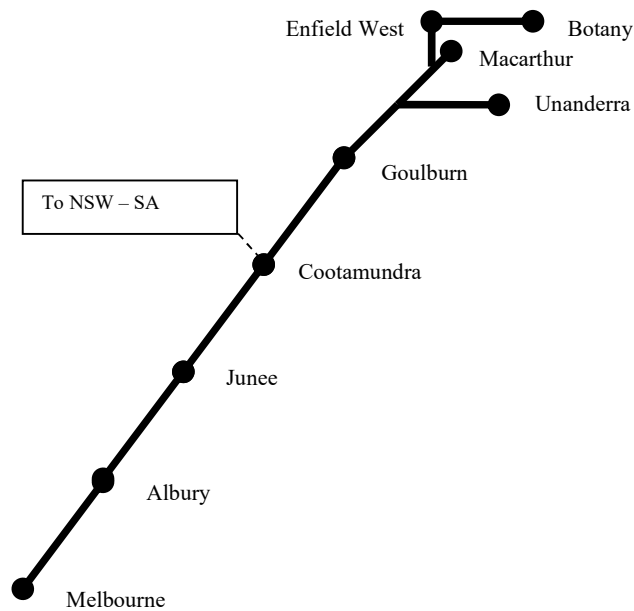 Enfield West
Botany
Macarthur
Unanderra
Goulburn
To NSW – SA
Cootamundra
Junee
Albury
Melbourne